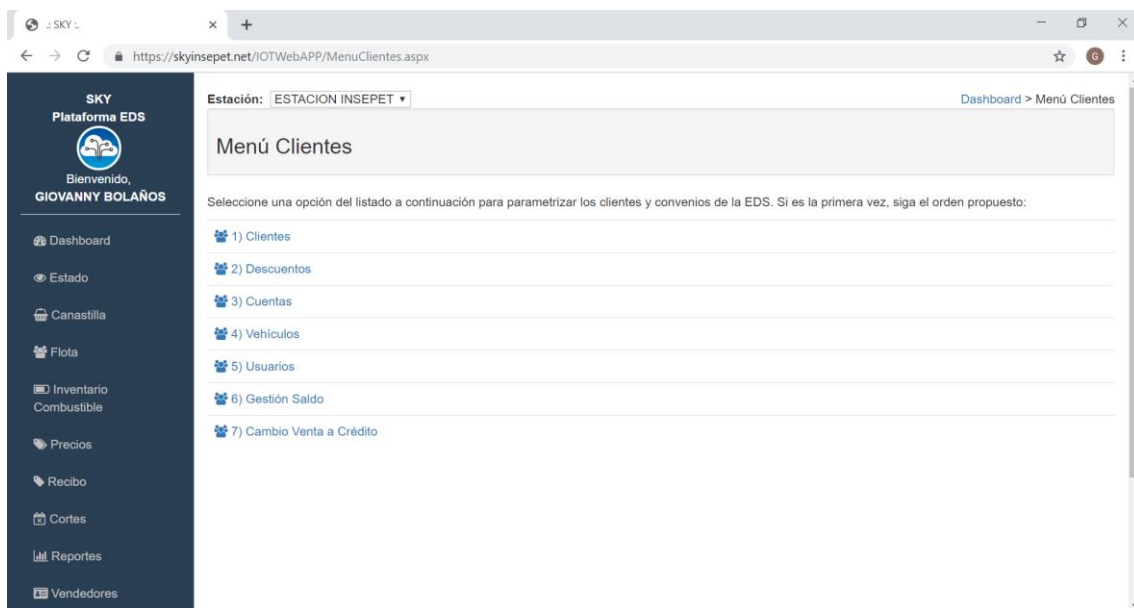 .: SKY :.
https://skyinsepet.net/IOTWebAPP/MenuClientes.aspx
G
SKY
Plataforma EDS
Bienvenido,
GIOVANNY BOLAÑOS
Dashboard
Estado
Canastilla
Flota
Inventario
Combustible
Precios
Recibo
Cortes
Reportes
Vendedores
Estación: ESTACION INSEPET
Dashboard > Menú Clientes
Menú Clientes
Seleccione una opción del listado a continuación para parametrizar los clientes y convenios de la EDS. Si es la primera vez, siga el orden propuesto:
1) Clientes
2) Descuentos
3) Cuentas
4) Vehículos
5) Usuarios
6) Gestión Saldo
7) Cambio Venta a Crédito